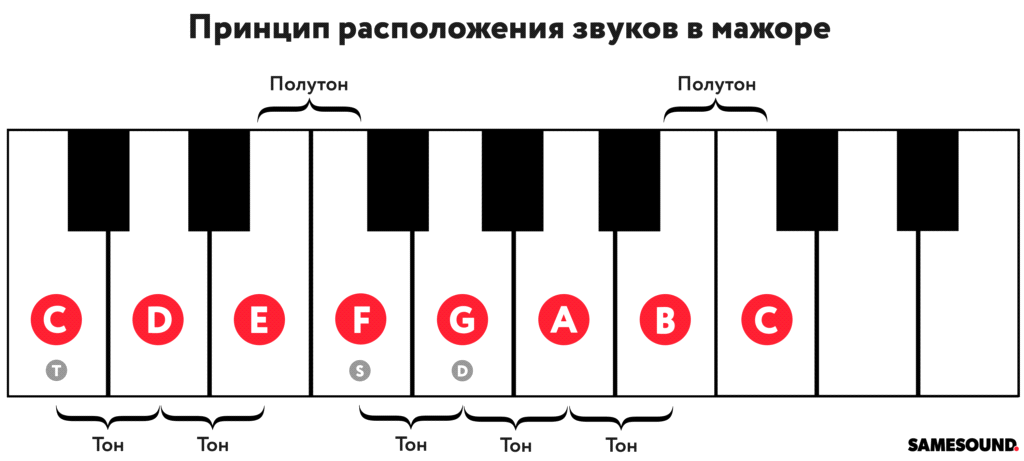 Принцип расположения звуков в мажоре
Полутон Полутон
C D E F G A B C
T S D
Тон Тон Тон Тон Тон
SAMESOUND.